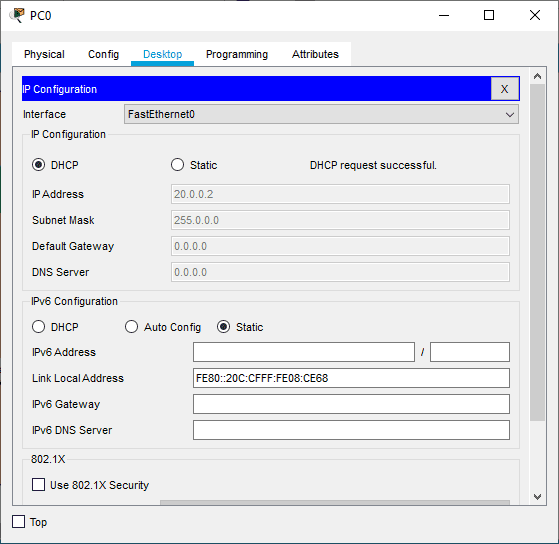 PC0
Physical Config Desktop Programming Attributes
IP Configuration X
Interface FastEthernet0
IP Configuration
DHCP Static DHCP request successful.
IP Address 20.0.0.2
Subnet Mask 255.0.0.0
Default Gateway 0.0.0.0
DNS Server 0.0.0.0
IPv6 Configuration
DHCP Auto Config Static
IPv6 Address /
Link Local Address FE80::20C:CFFF:FE08:CE68
IPv6 Gateway
IPv6 DNS Server
802.1X
Use 802.1X Security
Top